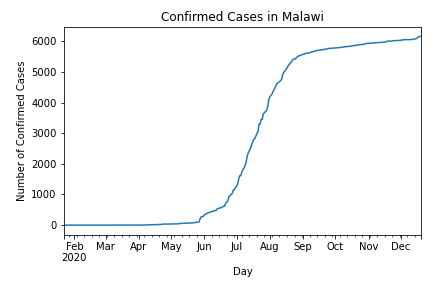 Confirmed Cases in Malawi
Number of Confirmed Cases
6000
5000
4000
3000
2000
1000
0
Feb Mar Apr May Jun Jul Aug Sep Oct Nov Dec
2020
Day